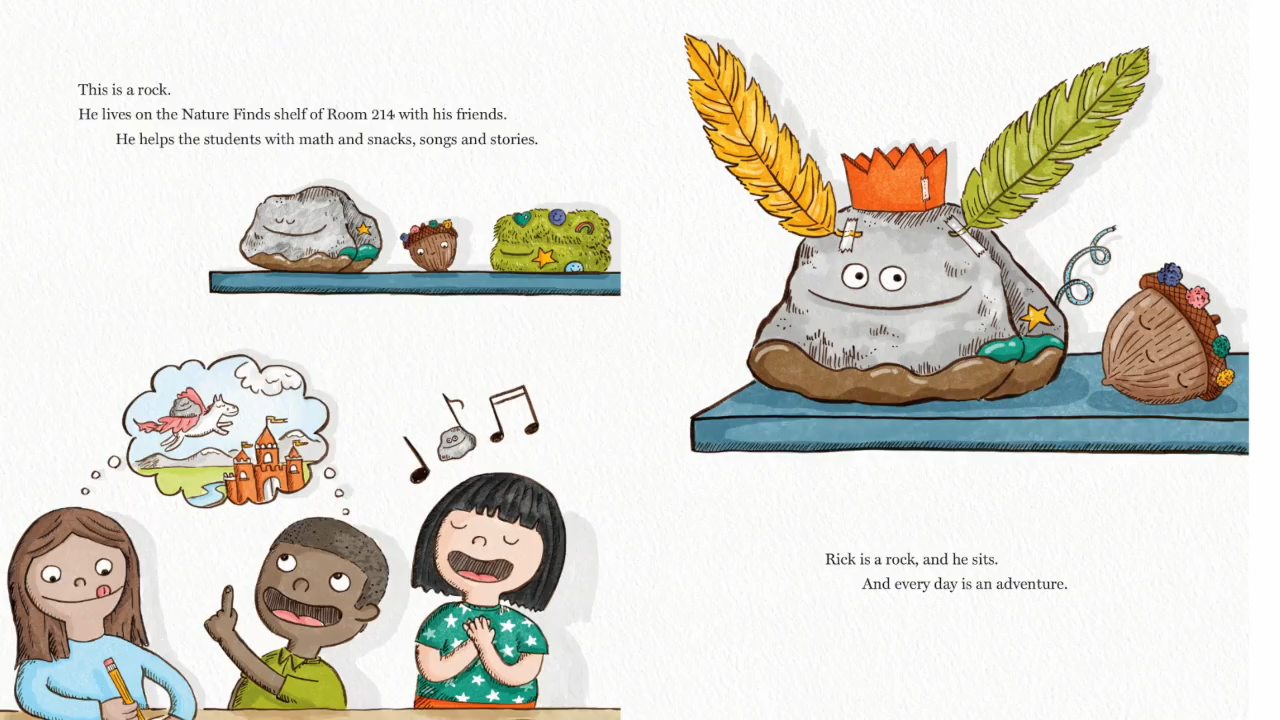 This is a rock.
He lives on the Nature Finds shelf of Room 214 with his friends.
He helps the students with math and snacks, songs and stories.
Rick is a rock, and he sits.
And every day is an adventure.